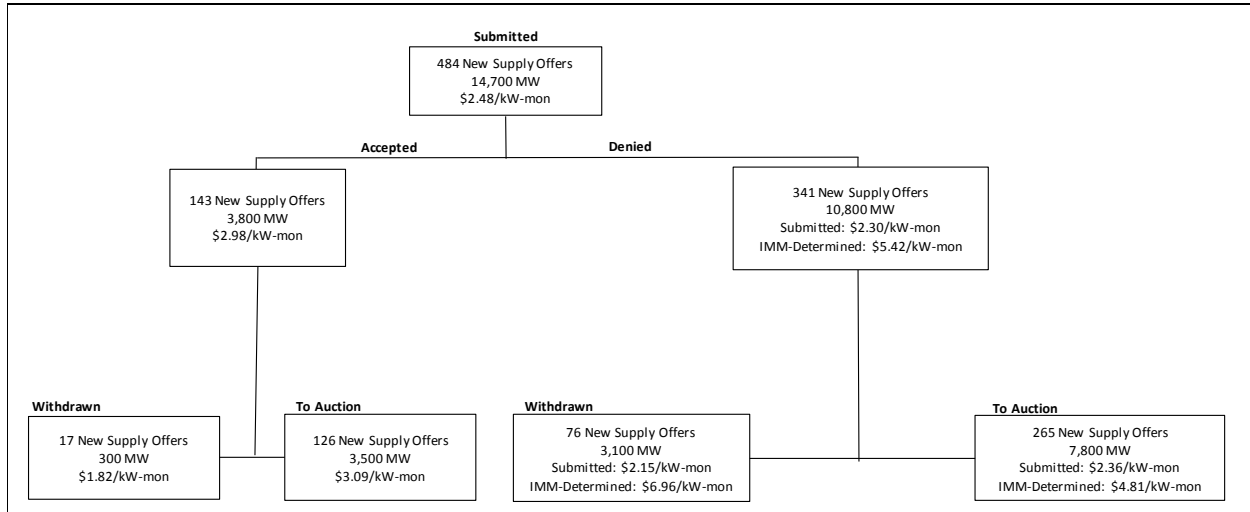 Submitted
484 New Supply Offers
14,700 MW
$2.48/kW-mon
Accepted
Denied
143 New Supply Offers
3,800 MW
$2.98/kW-mon
341 New Supply Offers
10,800 MW
Submitted: $2.30/kW-mon
IMM-Determined: $5.42/kW-mon
Withdrawn
17 New Supply Offers
300 MW
$1.82/kW-mon
To Auction
126 New Supply Offers
3,500 MW
$3.09/kW-mon
Withdrawn
76 New Supply Offers
3,100 MW
Submitted: $2.15/kW-mon
IMM-Determined: $6.96/kW-mon
To Auction
265 New Supply Offers
7,800 MW
Submitted: $2.36/kW-mon
IMM-Determined: $4.81/kW-mon